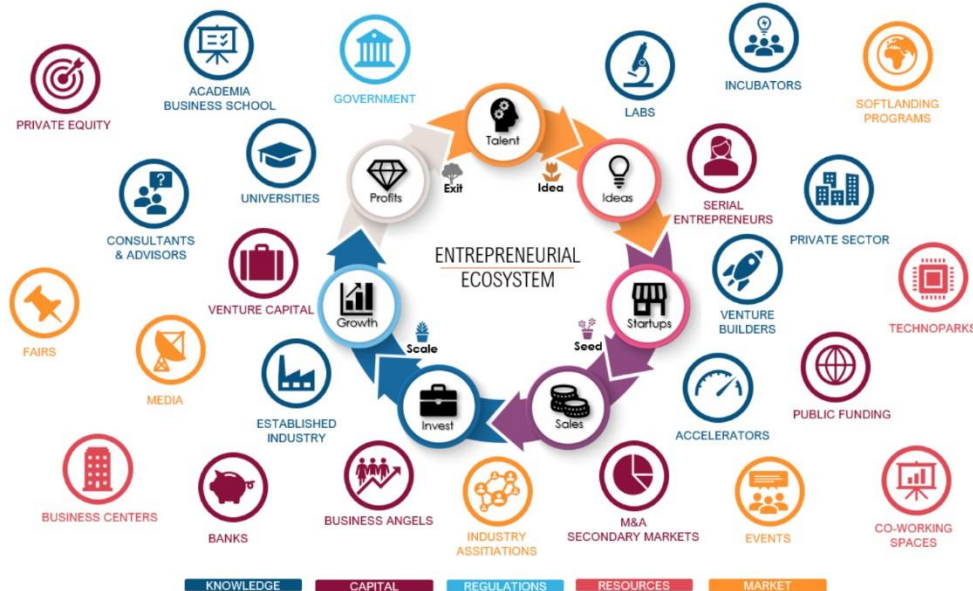 PRIVATE EQUITY
ACADEMIA
BUSINESS SCHOOL
GOVERNMENT
LABS
INCUBATORS
SOFTLANDING
PROGRAMS
UNIVERSITIES
CONSULTANTS
& ADVISORS
SERIAL
ENTREPRENEURS
PRIVATE SECTOR
Talent
Exit
Idea
Profits
Ideas
ENTREPRENEURIAL
ECOSYSTEM
VENTURE CAPITAL
Growth
Startups
VENTURE
BUILDERS
TECHNOPARKS
FAIRS
MEDIA
Scale
Seed
ESTABLISHED
INDUSTRY
Invest
Sales
ACCELERATORS
PUBLIC FUNDING
BUSINESS CENTERS
BANKS
BUSINESS ANGELS
INDUSTRY
ASSITIATIONS
M&A
SECONDARY MARKETS
EVENTS
CO-WORKING
SPACES
KNOWLEDGE
CAPITAL
REGULATIONS
RESOURCES
MARKET